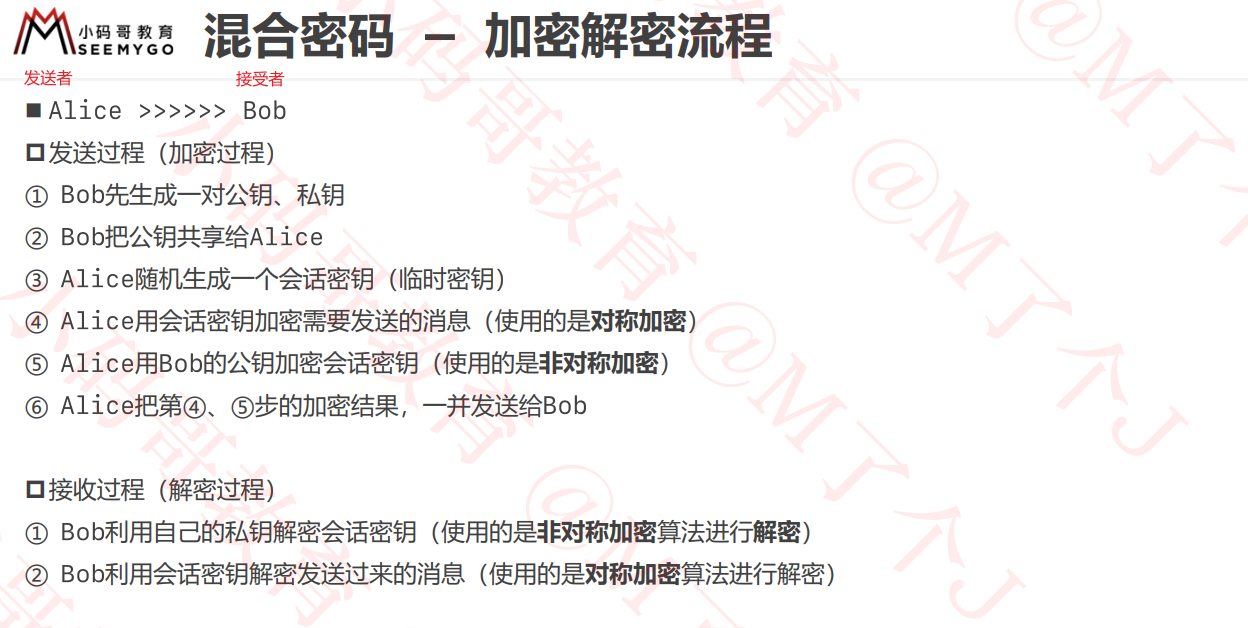 小码哥教育
SEEMYGO
混合密码 – 加密解密流程
发送者 接受者
■ Alice >>>>>> Bob
发送过程（加密过程）
① Bob先生成一对公钥、私钥
② Bob把公钥共享给Alice
③ Alice随机生成一个会话密钥（临时密钥）
④ Alice用会话密钥加密需要发送的消息（使用的是对称加密）
⑤ Alice用Bob的公钥加密会话密钥（使用的是非对称加密）
⑥ Alice把第④、⑤步的加密结果，一并发送给Bob
接收过程（解密过程）
① Bob利用自己的私钥解密会话密钥（使用的是非对称加密算法进行解密）
② Bob利用会话密钥解密发送过来的消息（使用的是对称加密算法进行解密）
小码哥教育 @M了个J